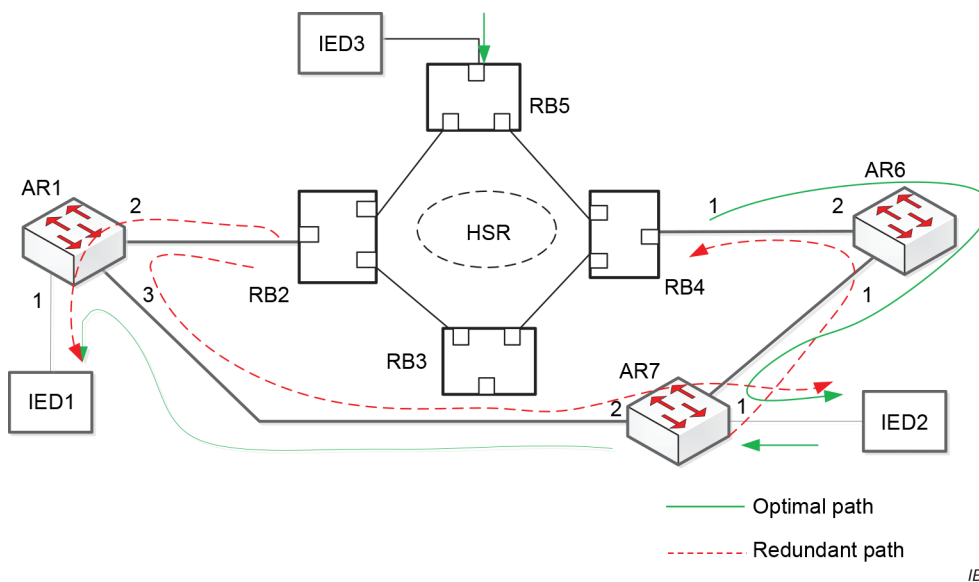 IED3
RB5
AR1
AR6
2
1
2
HSR
RB2
RB4
3
1
1
RB3
AR7
IED1
2
1
IED2
Optimal path
Redundant path
IE